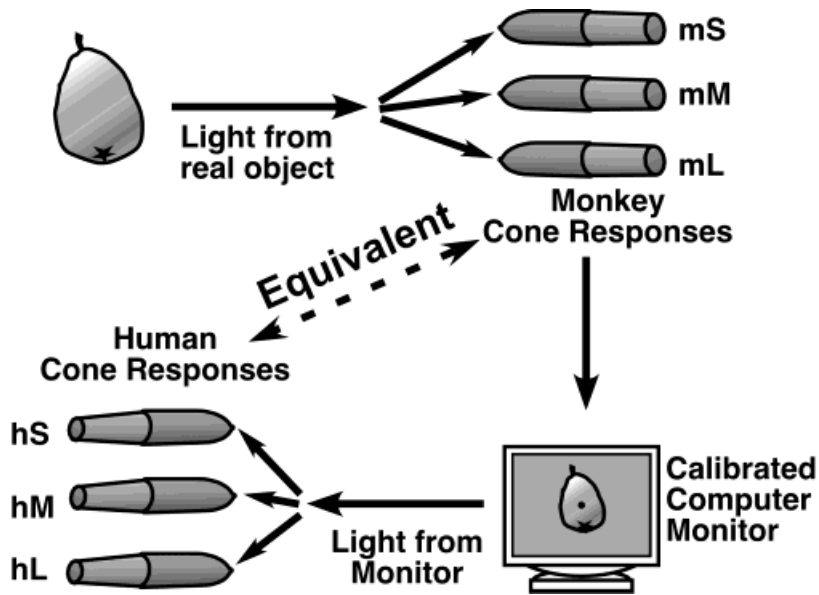 mS
mM
Light from
real object
mL
Monkey
Cone Responses
Equivalent
Human
Cone Responses
hS
hM
hL
Light from
Monitor
Calibrated
Computer
Monitor